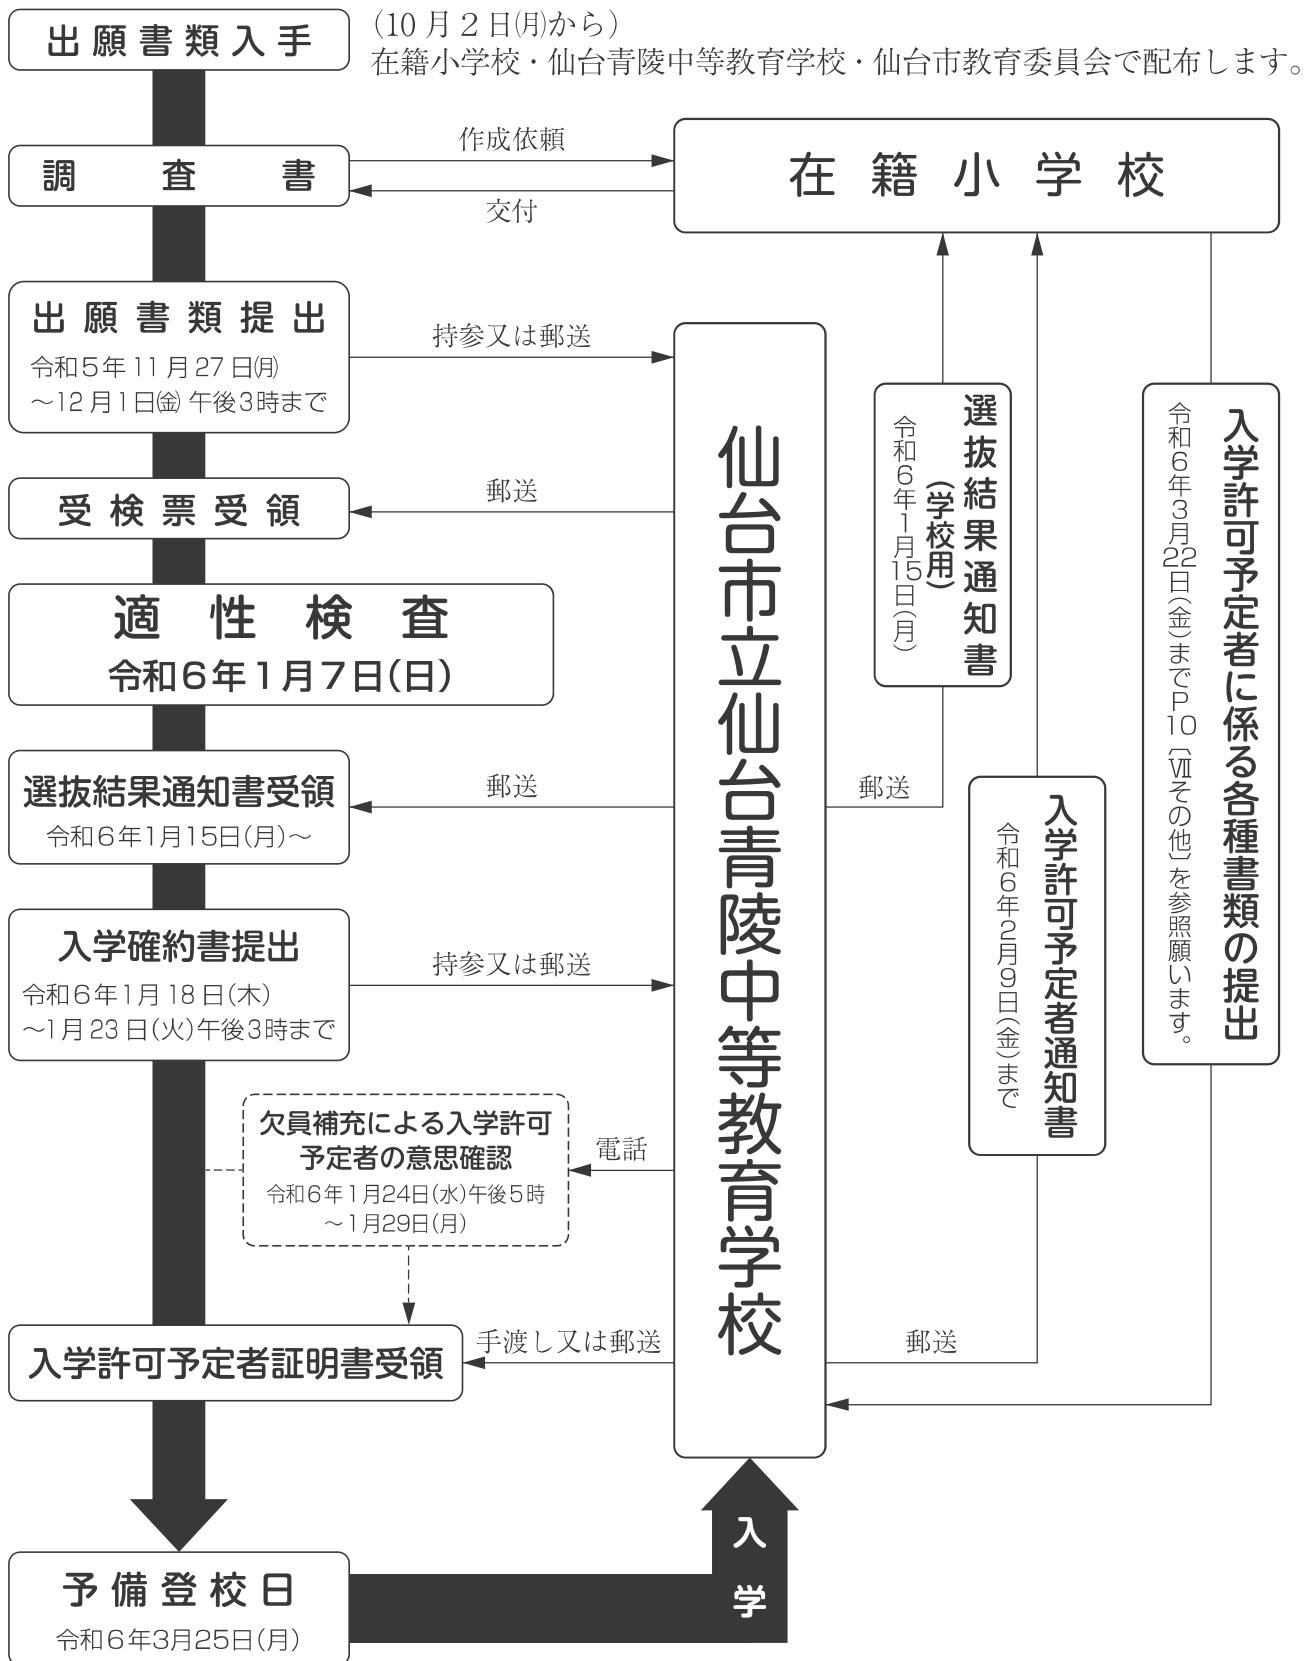 出願書類入手
（10月2日㈪から）
在籍小学校・仙台青陵中等教育学校・仙台市教育委員会で配布します。
調査書
作成依頼
交付
在籍小学校
出願書類提出
令和5年11月27日㈪
～12月1日㈮午後3時まで
持参又は郵送
受検票受領
郵送
適性検査
令和6年1月7日（日）
選抜結果通知書受領
令和6年1月15日（月）～
郵送
入学確約書提出
令和6年1月18日（木）
～1月23日（火）午後3時まで
持参又は郵送
欠員補充による入学許可
予定者の意思確認
令和6年1月24日（水）午後5時
～1月29日（月）
電話
入学許可予定者証明書受領
手渡し又は郵送
予備登校日
令和6年3月25日（月）
入学
仙台市立仙台青陵中等教育学校
選抜結果通知書
（学校用）
令和6年1月15日（月）
郵送
入学許可予定者通知書
令和6年2月9日（金）まで
郵送
入学許可予定者に係る各種書類の提出
令和6年3月22日（金）までP10〔Ⅶその他〕を参照願います。